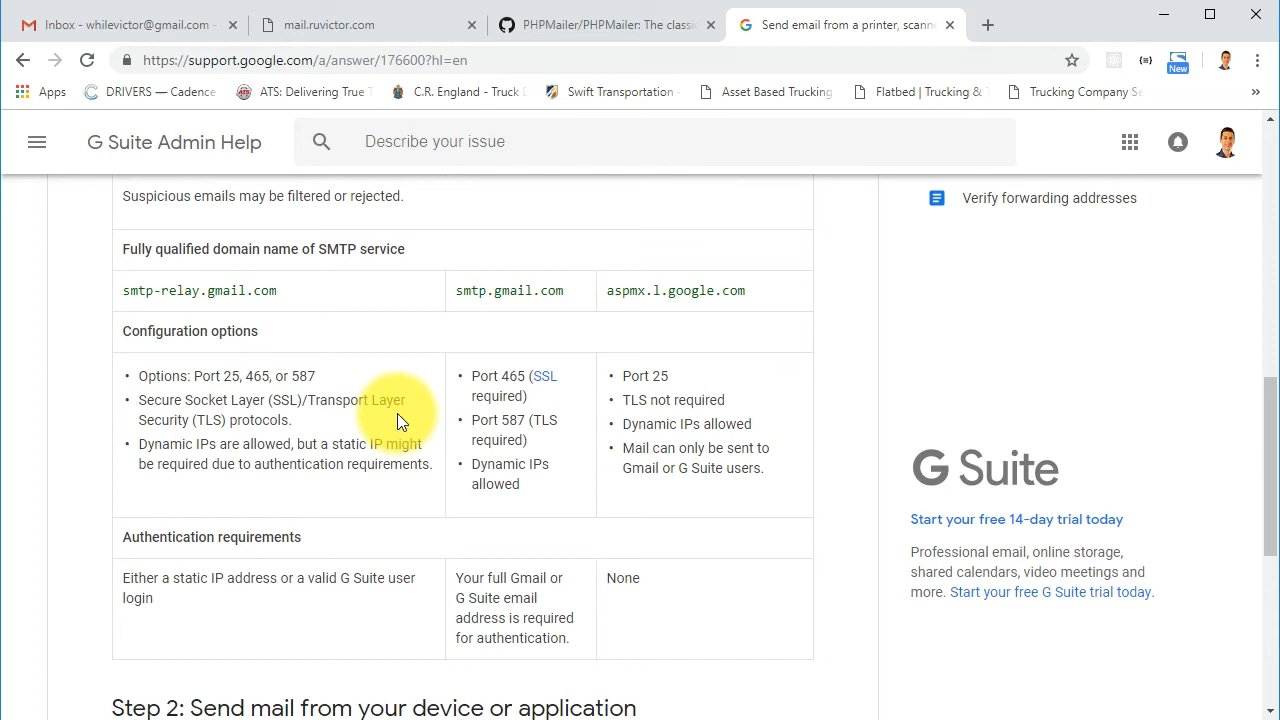 Inbox - whilevictor@gmail.com -
mail.ruvictor.com
PHPMailer/PHPMailer: The classi
Send email from a printer, scann
https://support.google.com/a/answer/176600?hl=en
New
Apps
DRIVERS — Cadence
ATS: Delivering True T
C.R. England - Truck D
Swift Transportation -
Asset Based Trucking
Flatbed | Trucking & T
Trucking Company Se
»
G Suite Admin Help
Describe your issue
Suspicious emails may be filtered or rejected.
Verify forwarding addresses
Fully qualified domain name of SMTP service
smtp-relay.gmail.com
smtp.gmail.com
aspmx.l.google.com
Configuration options
• Options: Port 25, 465, or 587
• Secure Socket Layer (SSL)/Transport Layer
Security (TLS) protocols.
• Dynamic IPs are allowed, but a static IP might
be required due to authentication requirements.
• Port 465 (SSL
required)
• Port 587 (TLS
required)
• Dynamic IPs
allowed
• Port 25
• TLS not required
• Dynamic IPs allowed
• Mail can only be sent to
Gmail or G Suite users.
Authentication requirements
Either a static IP address or a valid G Suite user
login
Your full Gmail or
G Suite email
address is required
for authentication.
None
G Suite
Start your free 14-day trial today
Professional email, online storage,
shared calendars, video meetings and
more. Start your free G Suite trial today.
Step 2: Send mail from your device or application